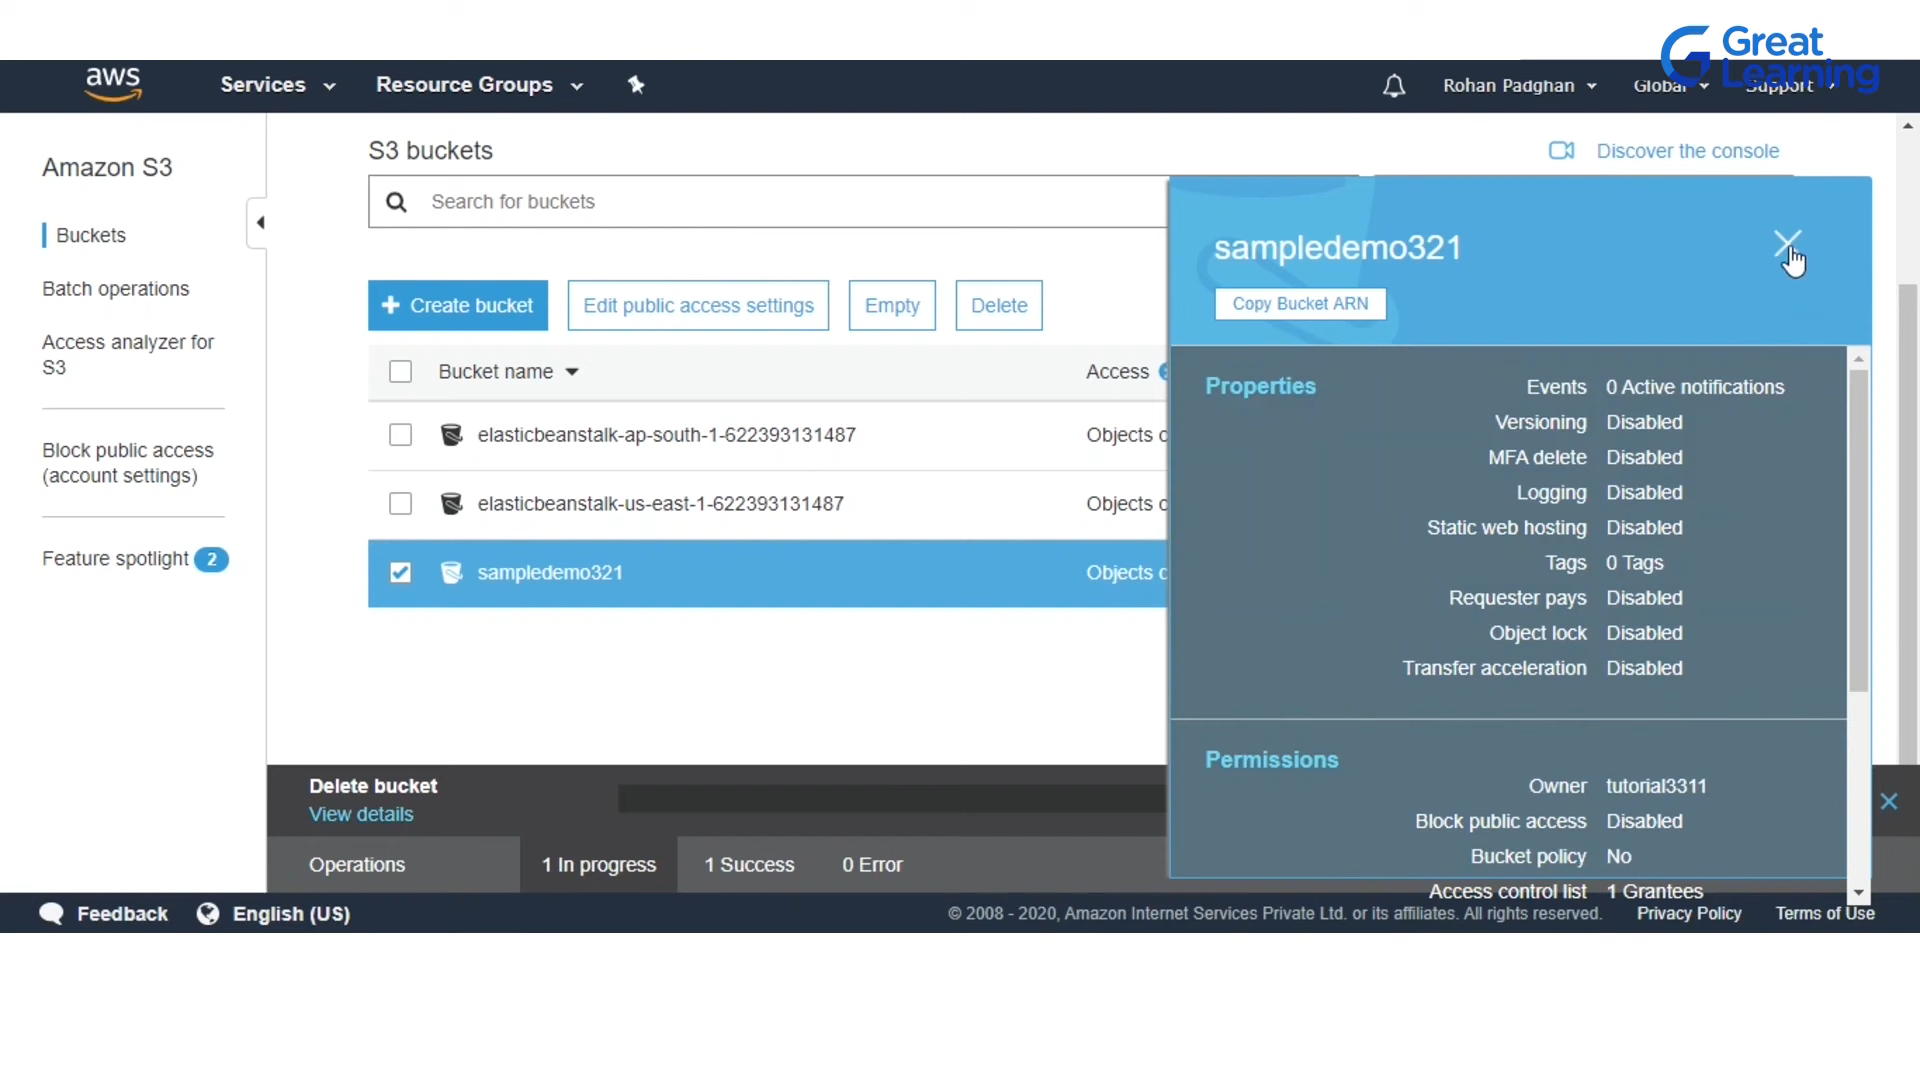 Great
Learning
aws
Services
Resource Groups
Rohan Padghan
Global
Support
Amazon S3
Buckets
Batch operations
Access analyzer for
S3
Block public access
(account settings)
Feature spotlight 2
S3 buckets
Discover the console
Search for buckets
+ Create bucket
Edit public access settings
Empty
Delete
Bucket name
Access
elasticbeanstalk-ap-south-1-622393131487
Objects
elasticbeanstalk-us-east-1-622393131487
Objects
sampledemo321
Objects
sampledemo321
Copy Bucket ARN
Properties
Events 0 Active notifications
Versioning Disabled
MFA delete Disabled
Logging Disabled
Static web hosting Disabled
Tags 0 Tags
Requester pays Disabled
Object lock Disabled
Transfer acceleration Disabled
Permissions
Owner tutorial3311
Block public access Disabled
Bucket policy No
Access control list 1 Grantees
Delete bucket
View details
Operations
1 In progress
1 Success
0 Error
Feedback
English (US)
© 2008 - 2020, Amazon Internet Services Private Ltd. or its affiliates. All rights reserved.
Privacy Policy
Terms of Use